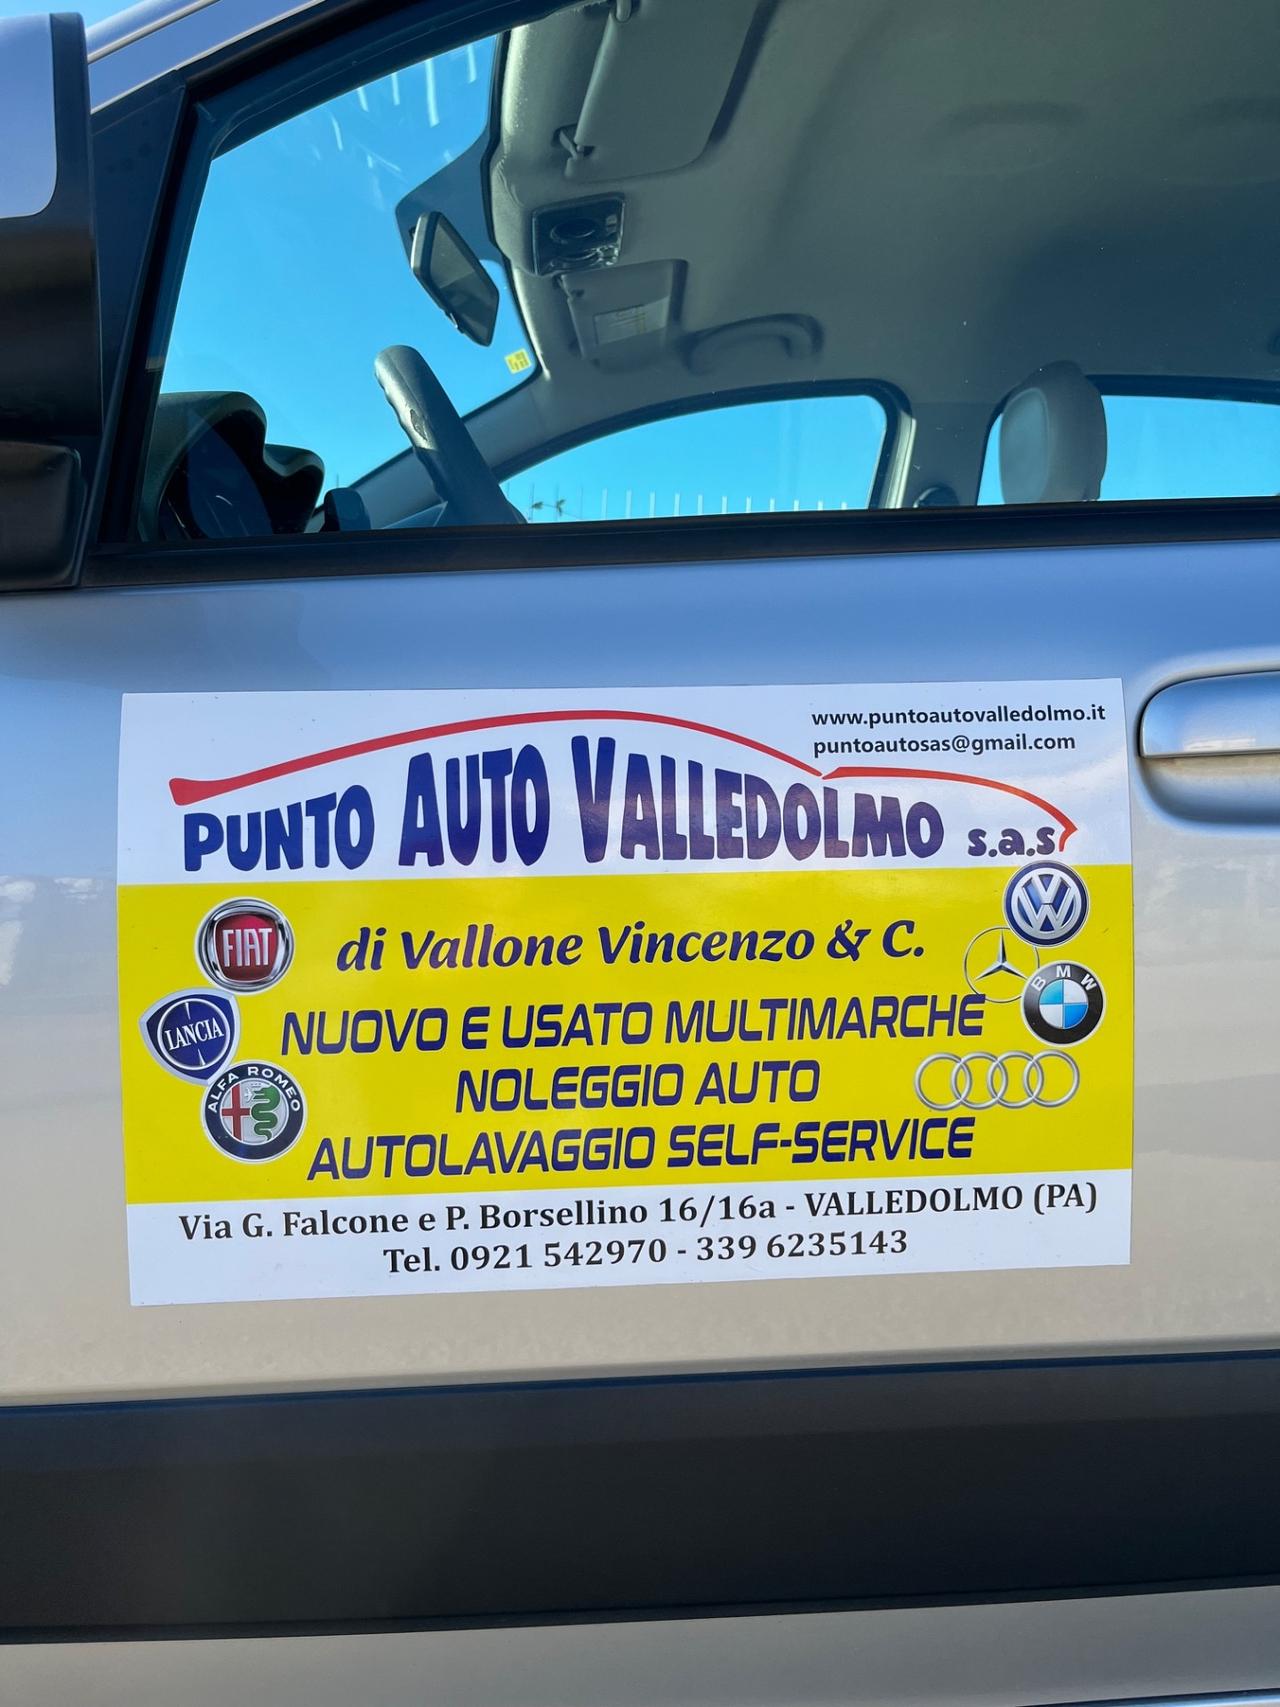 www.puntoautovalledolmo.it
puntoautosas@gmail.com
PUNTO AUTO VALLEDOLMO s.a.s
di Vallone Vincenzo & C.
FIAT
LANCIA
ALFA ROMEO
BMW
NUOVO E USATO MULTIMARCHE
NOLEGGIO AUTO
AUTOLAVAGGIO SELF-SERVICE
Via G. Falcone e P. Borsellino 16/16a - VALLEDOLMO (PA)
Tel. 0921 542970 - 339 6235143